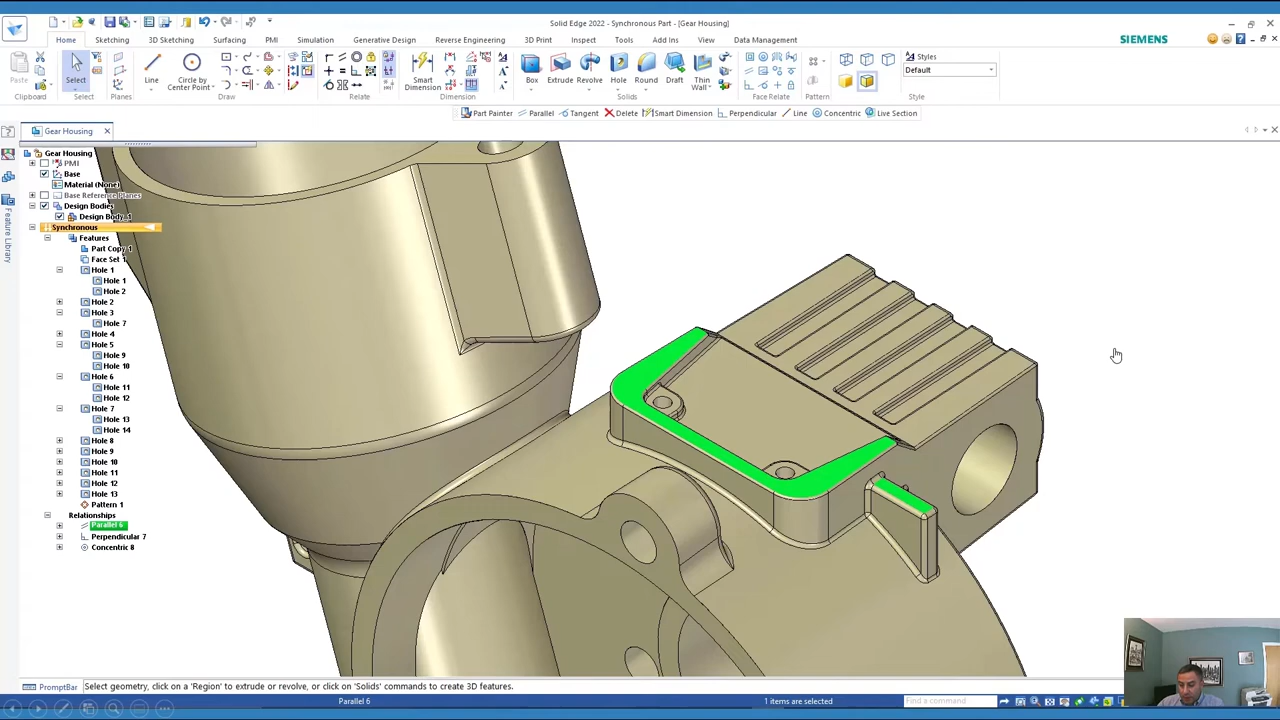 Solid Edge 2022 - Synchronous Part - [Gear Housing]
Home Sketching 3D Sketching Surfacing PMI Simulation Generative Design Reverse Engineering 3D Print Inspect Tools Add Ins View Data Management
SIEMENS
Paste Select Line Circle by Center Point Smart Dimension Box Extrude Revolve Hole Round Draft Thin Wall Styles Default
Clipboard Select Planes Draw Relate Dimension Solids Face Relate Pattern Style
Part Painter Parallel Tangent Delete Smart Dimension Perpendicular Line Concentric Live Section
Gear Housing
Feature Library
Gear Housing
PMI
Base
Material (None)
Base Reference Planes
Design Bodies
Design Body_1
Synchronous
Features
Part Copy 1
Face Set 1
Hole 1
Hole 1
Hole 2
Hole 2
Hole 3
Hole 7
Hole 4
Hole 5
Hole 9
Hole 10
Hole 6
Hole 11
Hole 12
Hole 7
Hole 13
Hole 14
Hole 8
Hole 9
Hole 10
Hole 11
Hole 12
Hole 13
Pattern 1
Relationships
Parallel 6
Perpendicular 7
Concentric 8
PromptBar Select geometry, click on a 'Region' to extrude or revolve, or click on 'Solids' commands to create 3D features.
Parallel 6 1 items are selected Find a command